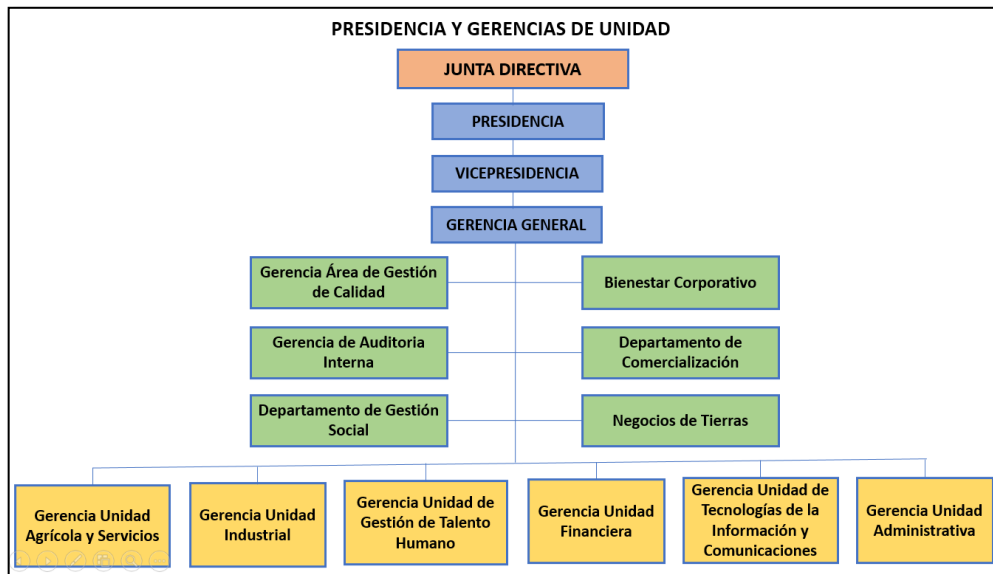 PRESIDENCIA Y GERENCIAS DE UNIDAD
JUNTA DIRECTIVA
PRESIDENCIA
VICEPRESIDENCIA
GERENCIA GENERAL
Gerencia Área de Gestión
de Calidad
Bienestar Corporativo
Gerencia de Auditoria
Interna
Departamento de
Comercialización
Departamento de Gestión
Social
Negocios de Tierras
Gerencia Unidad
Agrícola y Servicios
Gerencia Unidad
Industrial
Gerencia Unidad de
Gestión de Talento
Humano
Gerencia Unidad
Financiera
Gerencia Unidad de
Tecnologías de la
Información y
Comunicaciones
Gerencia Unidad
Administrativa